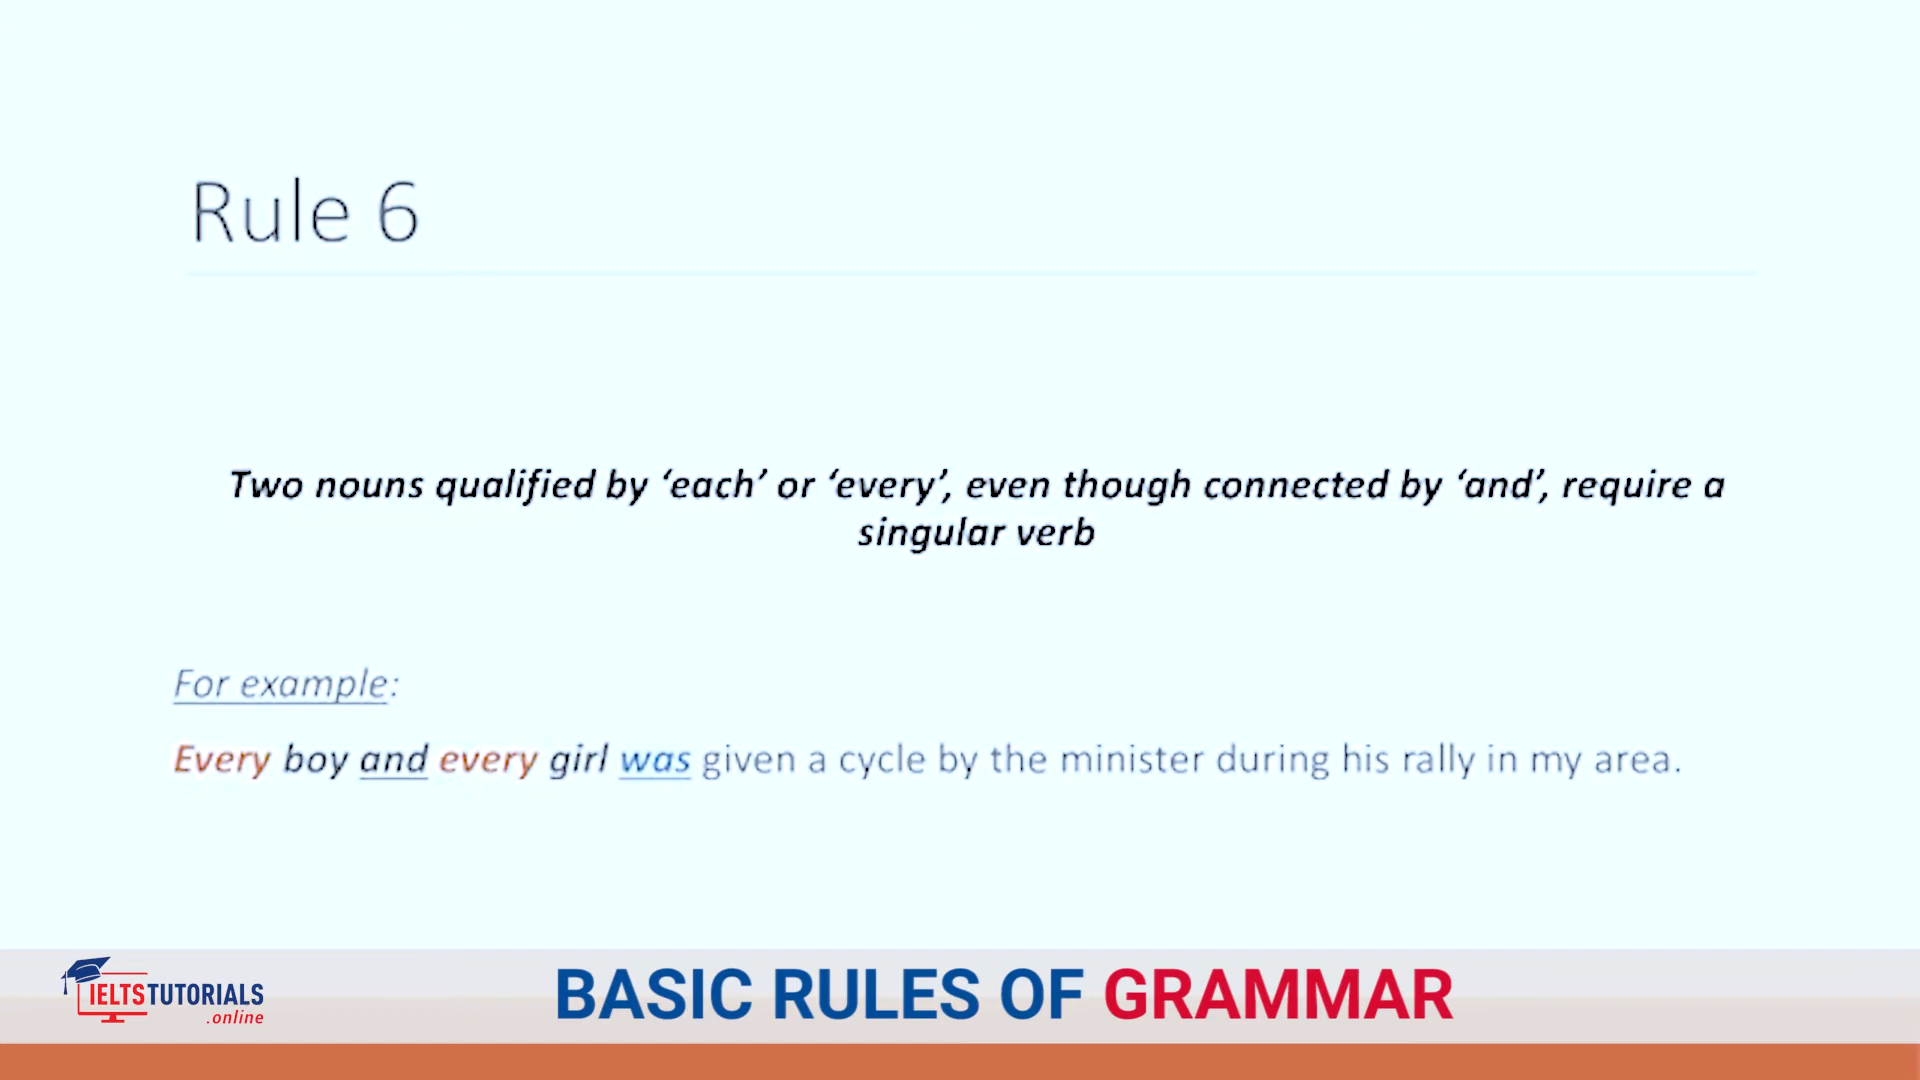 Rule 6
Two nouns qualified by ‘each’ or ‘every’, even though connected by ‘and’, require a
singular verb
For example:
Every boy and every girl was given a cycle by the minister during his rally in my area.
IELTSTUTORIALS
.online
BASIC RULES OF GRAMMAR